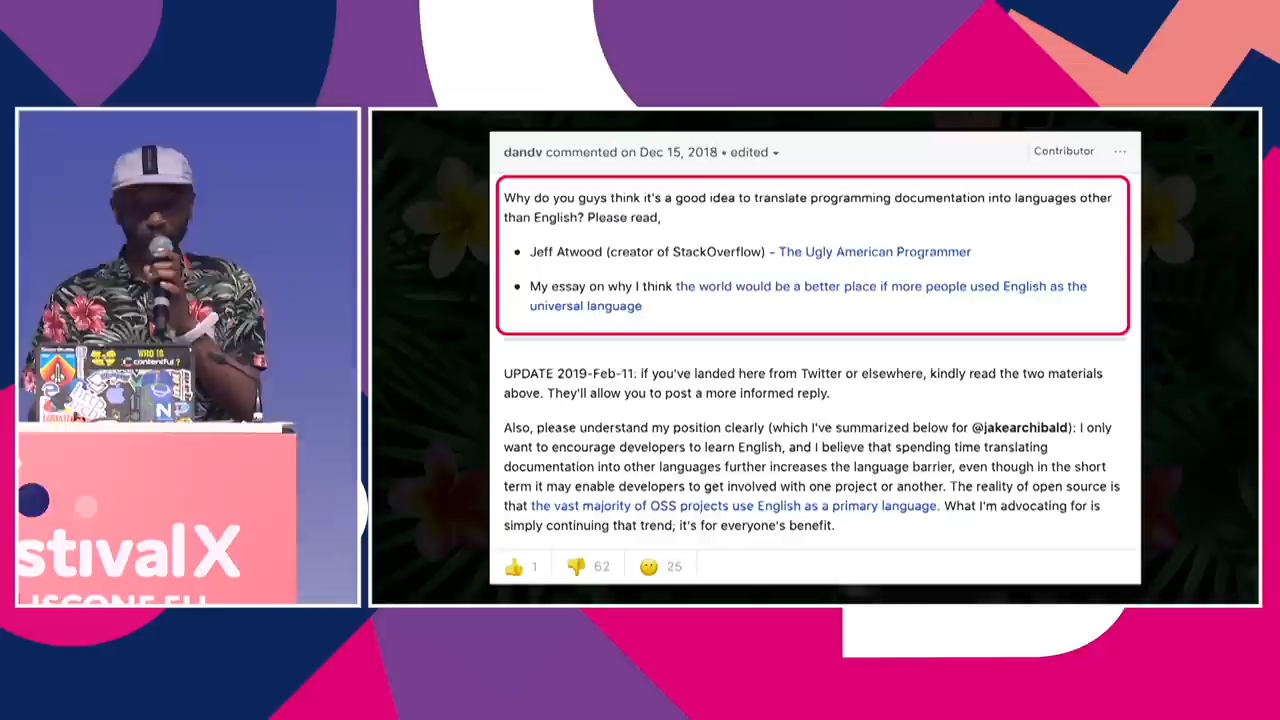 dandv commented on Dec 15, 2018 • edited
Contributor
Why do you guys think it's a good idea to translate programming documentation into languages other
than English? Please read,
Jeff Atwood (creator of StackOverflow) - The Ugly American Programmer
My essay on why I think the world would be a better place if more people used English as the
universal language
UPDATE 2019-Feb-11: if you've landed here from Twitter or elsewhere, kindly read the two materials
above. They'll allow you to post a more informed reply.
Also, please understand my position clearly (which I've summarized below for @jakearchibald): I only
want to encourage developers to learn English, and I believe that spending time translating
documentation into other languages further increases the language barrier, even though in the short
term it may enable developers to get involved with one project or another. The reality of open source is
that the vast majority of OSS projects use English as a primary language. What I'm advocating for is
simply continuing that trend; it's for everyone's benefit.
1 62 25
WHO IS
contentful ?
N
stivalX
JSCONF.EU